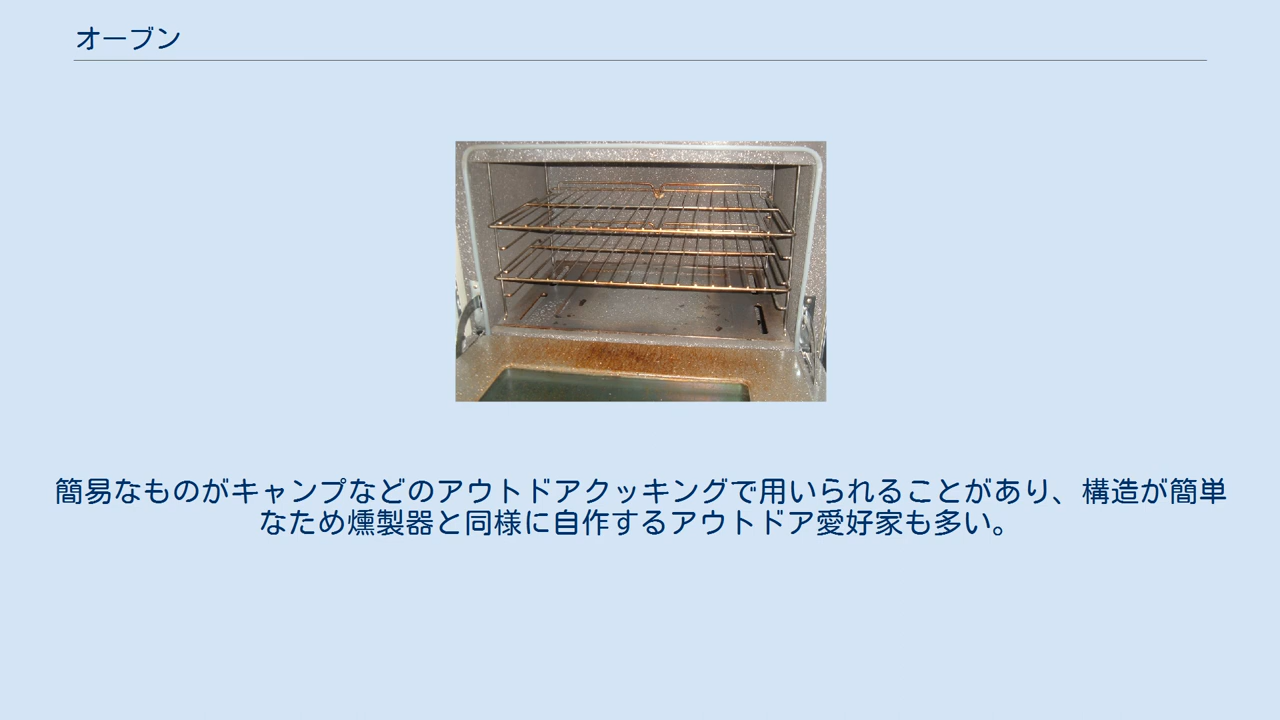 オーブン
簡易なものがキャンプなどのアウトドアクッキングで用いられることがあり、構造が簡単
なため燻製器と同様に自作するアウトドア愛好家も多い。